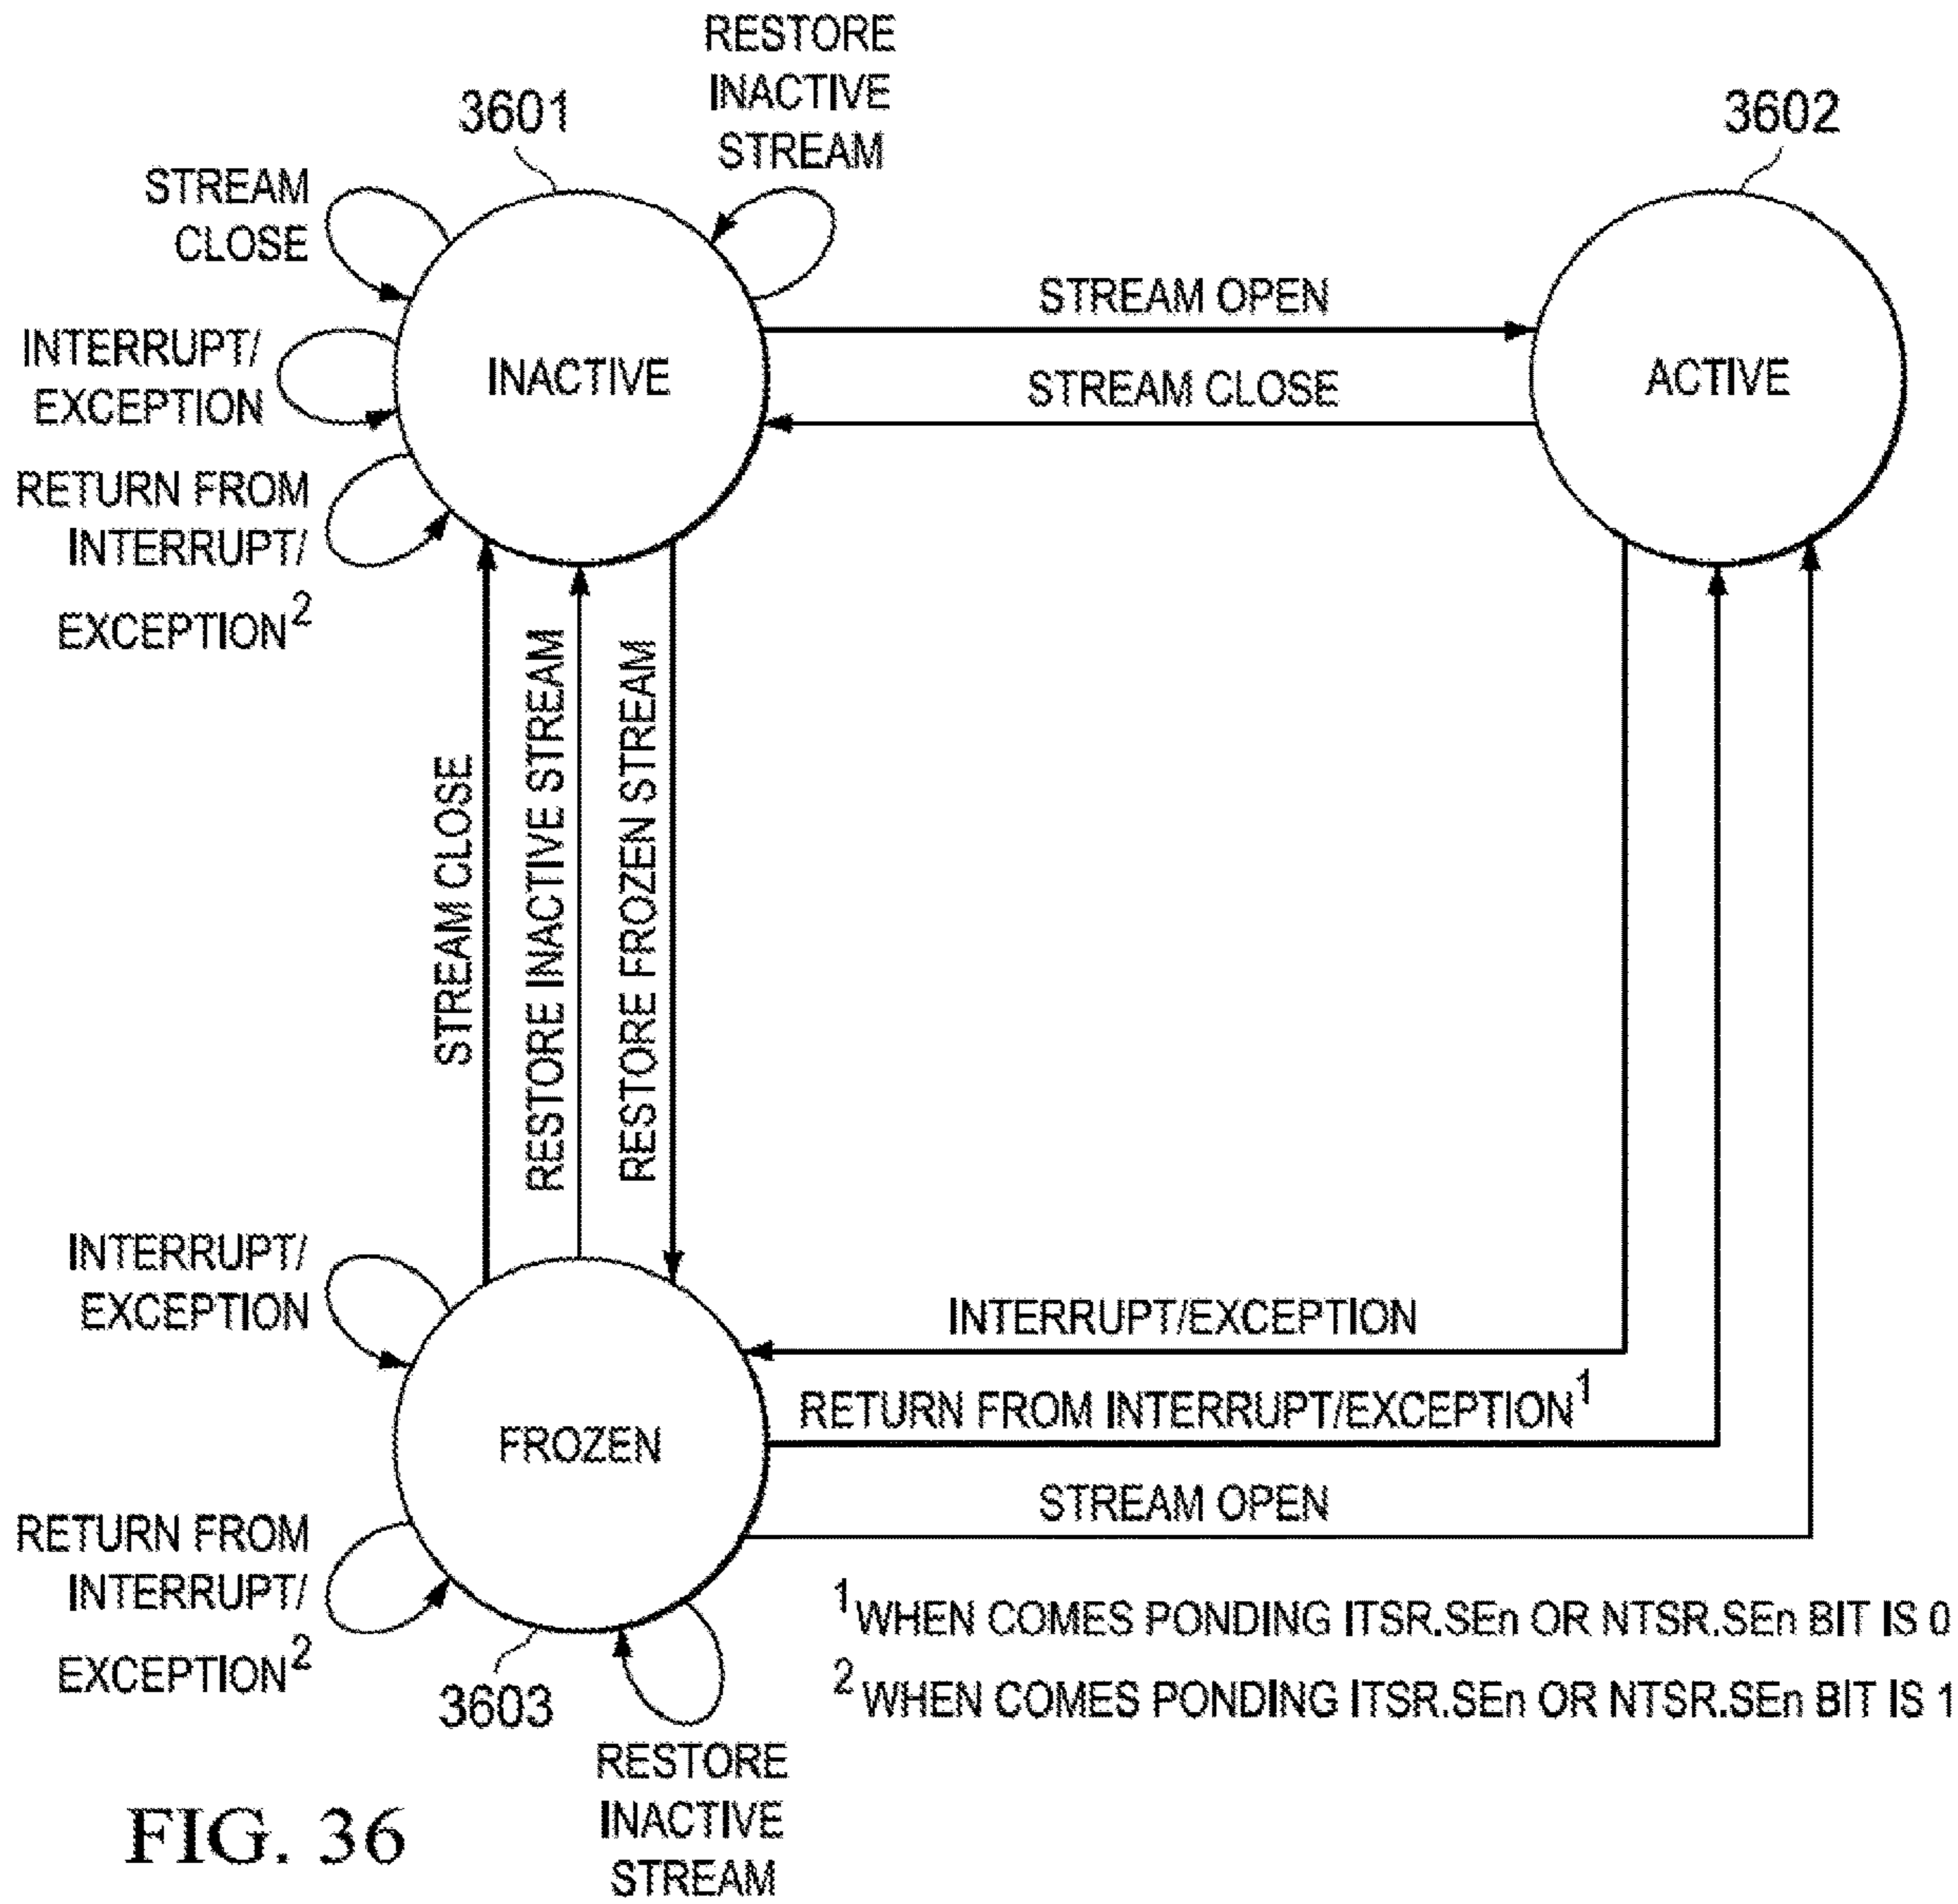 RESTORE
INACTIVE
STREAM
3601
3602
STREAM
CLOSE
STREAM OPEN
INTERRUPT/
EXCEPTION
INACTIVE
STREAM CLOSE
ACTIVE
RETURN FROM
INTERRUPT/
EXCEPTION²
STREAM CLOSE
RESTORE INACTIVE STREAM
RESTORE FROZEN STREAM
INTERRUPT/
EXCEPTION
INTERRUPT/EXCEPTION
RETURN FROM INTERRUPT/EXCEPTION¹
FROZEN
STREAM OPEN
RETURN FROM
INTERRUPT/
EXCEPTION²
3603
¹WHEN COMES PONDING ITSR.SEn OR NTSR.SEn BIT IS 0
²WHEN COMES PONDING ITSR.SEn OR NTSR.SEn BIT IS 1
RESTORE
INACTIVE
STREAM
FIG. 36